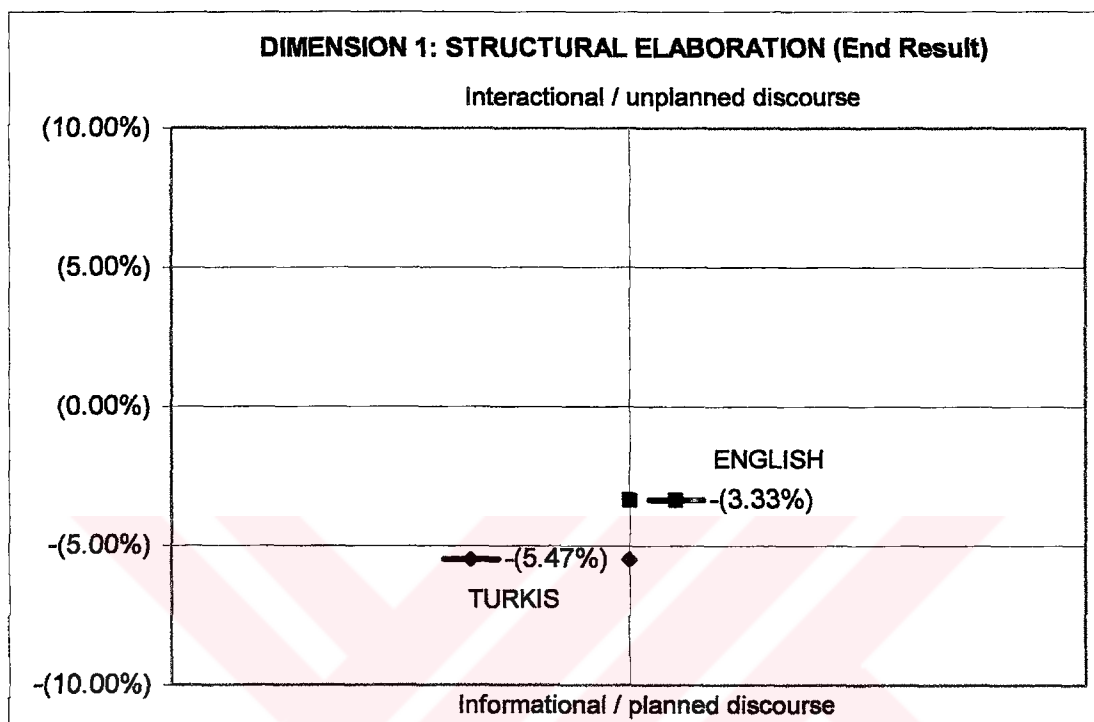 DIMENSION 1: STRUCTURAL ELABORATION (End Result)
Interactional / unplanned discourse
(10.00%)
(5.00%)
(0.00%)
ENGLISH
-(3.33%)
-(5.00%)
-(5.47%)
TURKIS
-(10.00%)
Informational / planned discourse